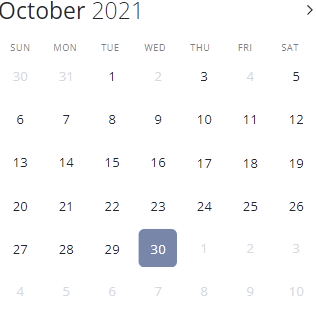 October 2021
SUN MON TUE WED THU FRI SAT
30 31 1 2 3 4 5
6 7 8 9 10 11 12
13 14 15 16 17 18 19
20 21 22 23 24 25 26
27 28 29 30 1 2 3
4 5 6 7 8 9 10